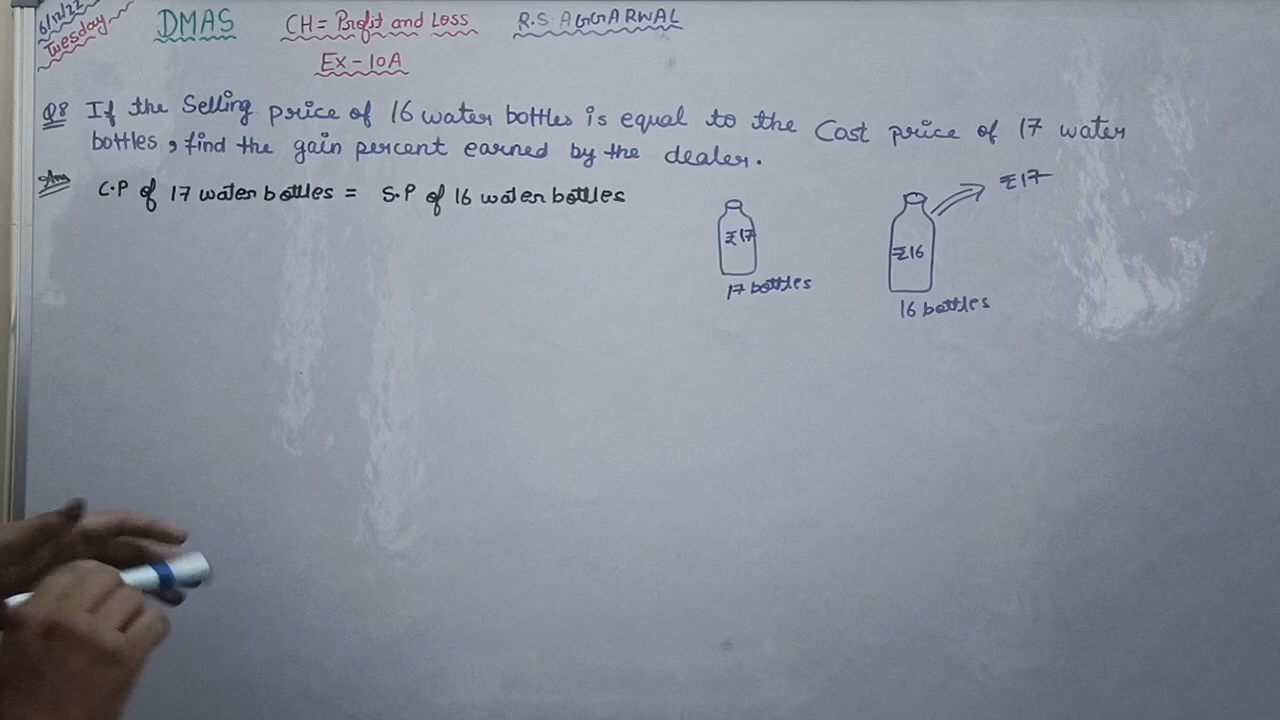 6/12/22
Tuesday
DMAS CH = Profit and Loss R.S. AGGARWAL
Ex - 10A
Q8 If the Selling price of 16 water bottles is equal to the Cost price of 17 water
bottles, find the gain percent earned by the dealer.
Ans C.P of 17 water bottles = S.P of 16 water bottles
₹17
₹17
₹16
17 bottles
16 bottles